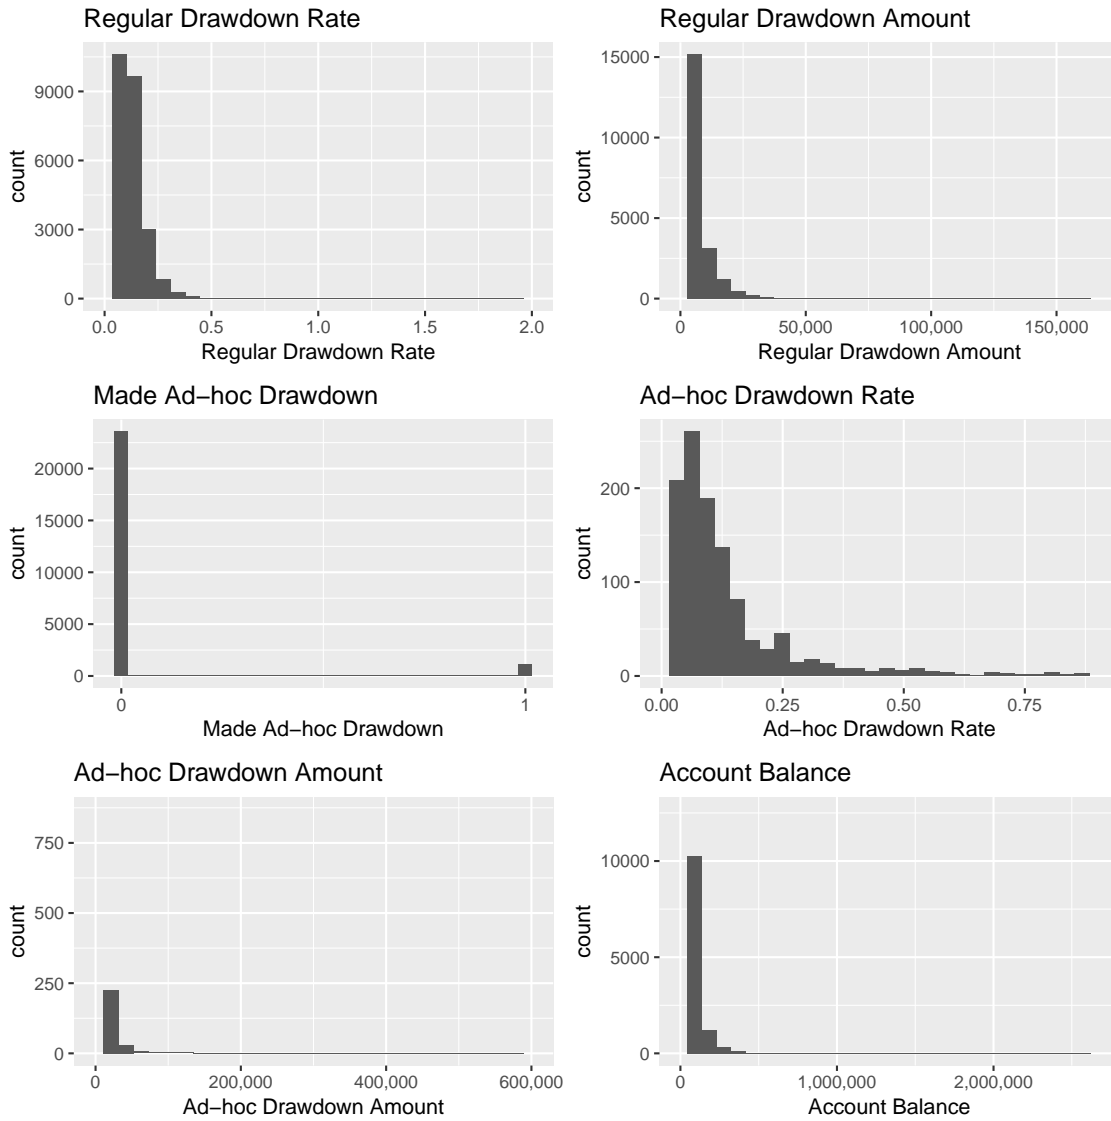 Regular Drawdown Rate
count
9000
6000
3000
0
0.0 0.5 1.0 1.5 2.0
Regular Drawdown Rate
Regular Drawdown Amount
count
15000
10000
5000
0
0 50,000 100,000 150,000
Regular Drawdown Amount
Made Ad−hoc Drawdown
count
20000
15000
10000
5000
0
0 1
Made Ad−hoc Drawdown
Ad−hoc Drawdown Rate
count
200
100
0
0.00 0.25 0.50 0.75
Ad−hoc Drawdown Rate
Ad−hoc Drawdown Amount
count
750
500
250
0
0 200,000 400,000 600,000
Ad−hoc Drawdown Amount
Account Balance
count
10000
5000
0
0 1,000,000 2,000,000
Account Balance